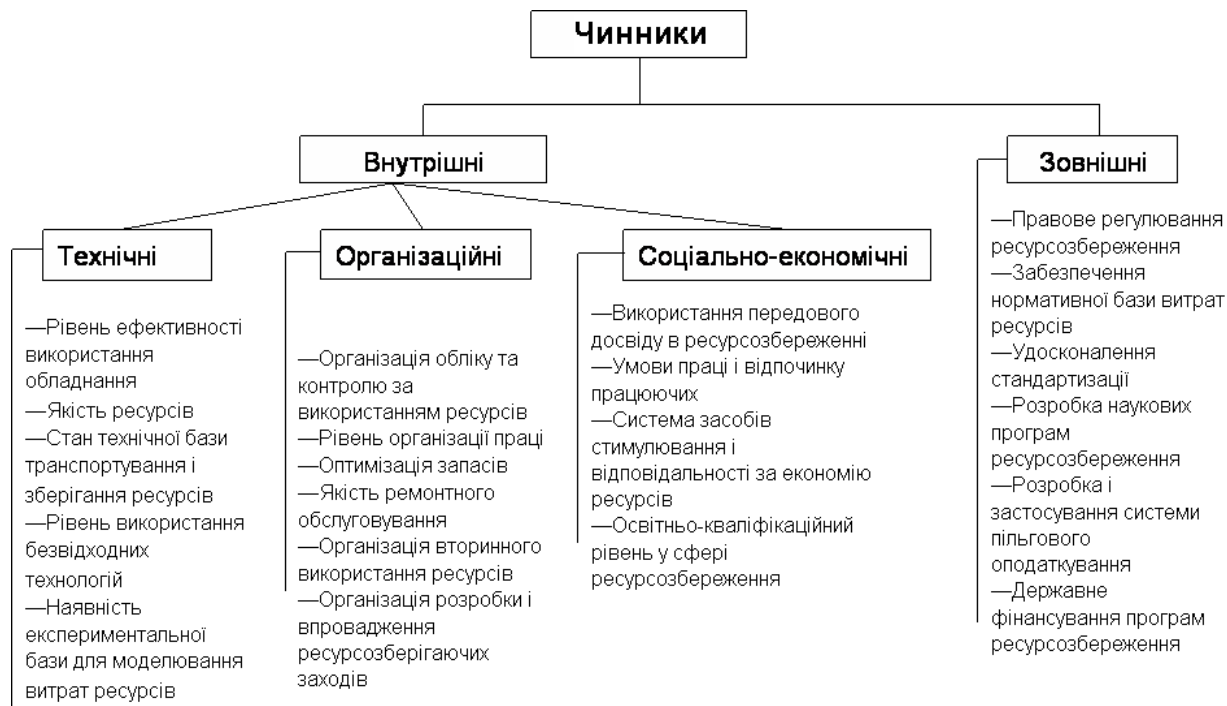 Чинники
Внутрішні
Зовнішні
Технічні
Організаційні
Соціально-економічні
—Рівень ефективності
використання
обладнання
—Якість ресурсів
—Стан технічної бази
транспортування і
зберігання ресурсів
—Рівень використання
безвідходних
технологій
—Наявність
експериментальної
бази для моделювання
витрат ресурсів
—Організація обліку та
контролю за
використанням ресурсів
—Рівень організації праці
—Оптимізація запасів
—Якість ремонтного
обслуговування
—Організація вторинного
використання ресурсів
—Організація розробки і
впровадження
ресурсозберігаючих
заходів
—Використання передового
досвіду в ресурсозбереженні
—Умови праці і відпочинку
працюючих
—Система засобів
стимулювання і
відповідальності за економію
ресурсів
—Освітньо-кваліфікаційний
рівень у сфері
ресурсозбереження
—Правове регулювання
ресурсозбереження
—Забезпечення
нормативної бази витрат
ресурсів
—Удосконалення
стандартизації
—Розробка наукових
програм
ресурсозбереження
—Розробка і
застосування системи
пільгового
оподаткування
—Державне
фінансування програм
ресурсозбереження